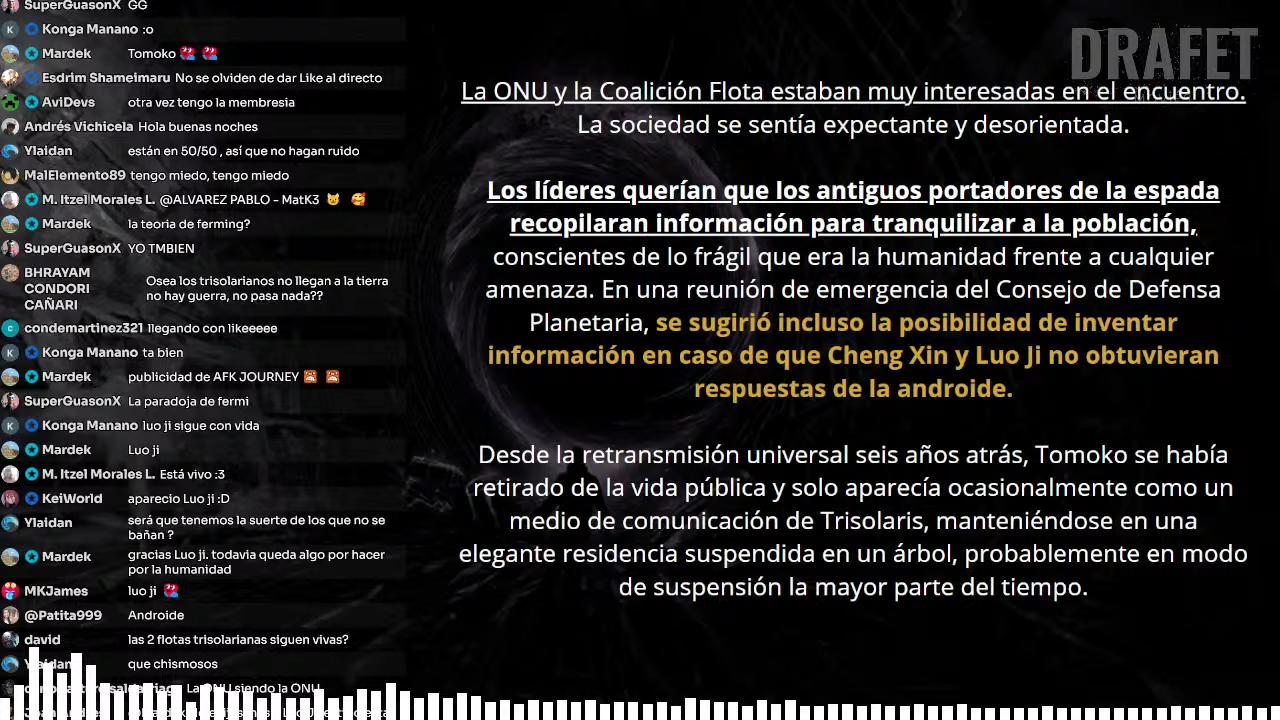 SuperGuasonX GG
Konga Manano :o
Mardek Tomoko
Esdrim Shameimaru No se olviden de dar Like al directo
AviDevs otra vez tengo la membresia
Andrés Vichicela Hola buenas noches
Ylaidan están en 50/50 , así que no hagan ruido
MalElemento89 tengo miedo, tengo miedo
M. Itzel Morales L. @ALVAREZ PABLO - MatK3
Mardek la teoria de ferming?
SuperGuasonX YO TMBIEN
BHRAYAM
CONDORI
CAÑARI
Osea los trisolarianos no llegan a la tierra
no hay guerra, no pasa nada??
condemartinez321 llegando con likeeeee
Konga Manano ta bien
Mardek publicidad de AFK JOURNEY
SuperGuasonX La paradoja de fermi
Konga Manano luo ji sigue con vida
Mardek Luo ji
M. Itzel Morales L. Está vivo :3
KeiWorld aparecio Luo ji :D
Ylaidan será que tenemos la suerte de los que no se
bañan ?
Mardek gracias Luo ji. todavia queda algo por hacer
por la humanidad
MKJames luo ji
@Patita999 Androide
david las 2 flotas trisolarianas siguen vivas?
Ylaidan que chismosos
La ONU siendo la ONU
DRAFET
La ONU y la Coalición Flota estaban muy interesadas en el encuentro.
La sociedad se sentía expectante y desorientada.
Los líderes querían que los antiguos portadores de la espada
recopilaran información para tranquilizar a la población,
conscientes de lo frágil que era la humanidad frente a cualquier
amenaza. En una reunión de emergencia del Consejo de Defensa
Planetaria, se sugirió incluso la posibilidad de inventar
información en caso de que Cheng Xin y Luo Ji no obtuvieran
respuestas de la androide.
Desde la retransmisión universal seis años atrás, Tomoko se había
retirado de la vida pública y solo aparecía ocasionalmente como un
medio de comunicación de Trisolaris, manteniéndose en una
elegante residencia suspendida en un árbol, probablemente en modo
de suspensión la mayor parte del tiempo.